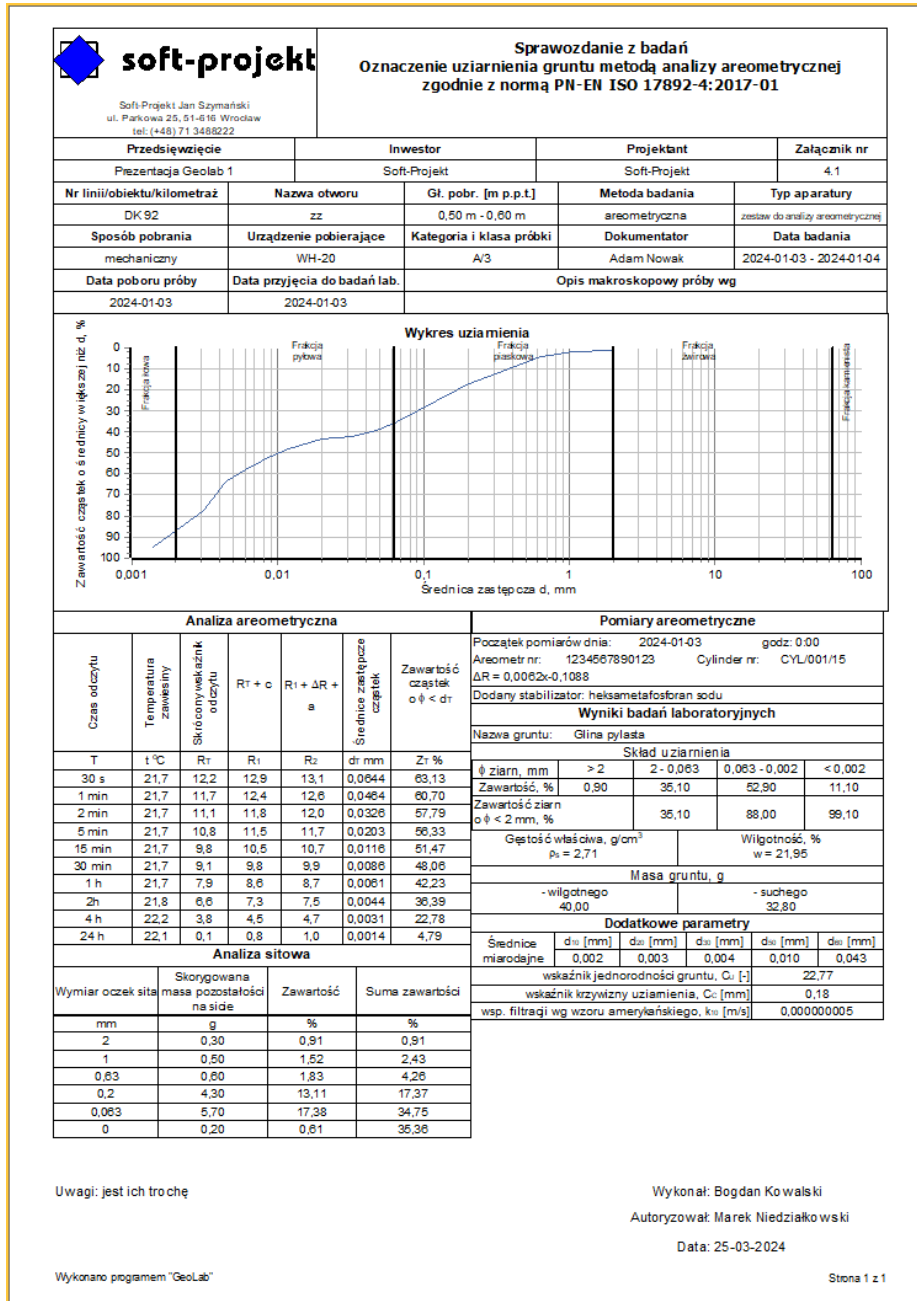 soft-projekt
Soft-Projekt Jan Szymański
ul. Parkowa 25, 51-616 Wrocław
tel: (+48) 71 3488222
Sprawozdanie z badań
Oznaczenie uziarnienia gruntu metodą analizy areometrycznej
zgodnie z normą PN-EN ISO 17892-4:2017-01
Przedsięwzięcie Inwestor Projektant Załącznik nr
Prezentacja Geolab 1 Soft-Projekt Soft-Projekt 4.1
Nr linii/obiektu/kilometraż Nazwa otworu Gł. pobr. [m p.p.t.] Metoda badania Typ aparatury
DK 92 zz 0,50 m - 0,60 m areometryczna zestaw do analizy areometrycznej
Sposób pobrania Urządzenie pobierające Kategoria i klasa próbki Dokumentator Data badania
mechaniczny WH-20 A/3 Adam Nowak 2024-01-03 - 2024-01-04
Data poboru próby Data przyjęcia do badań lab. Opis makroskopowy próby wg
2024-01-03 2024-01-03
Wykres uziarnienia
Zawartość cząstek o średnicy większej niż d, %
Frakcja iłowa
Frakcja
pyłowa
Frakcja
piaskowa
Frakcja
żwirowa
Frakcja kamienista
0
10
20
30
40
50
60
70
80
90
100
0,001 0,01 0,1 1 10 100
Średnica zastępcza d, mm
Analiza areometryczna
Czas odczytu Temperatura zawiesiny Skrócony wskaźnik odczytu RT + c R1 + ΔR + a Średnice zastępcze cząstek Zawartość cząstek o ϕ < dT
T t °C RT R1 R2 dT mm ZT %
30 s 21,7 12,2 12,9 13,1 0,0644 63,13
1 min 21,7 11,7 12,4 12,6 0,0464 60,70
2 min 21,7 11,1 11,8 12,0 0,0326 57,79
5 min 21,7 10,8 11,5 11,7 0,0203 56,33
15 min 21,7 9,8 10,5 10,7 0,0116 51,47
30 min 21,7 9,1 9,8 9,9 0,0086 48,06
1 h 21,7 7,9 8,6 8,7 0,0061 42,23
2h 21,8 6,6 7,3 7,5 0,0044 36,39
4 h 22,2 3,8 4,5 4,7 0,0031 22,78
24 h 22,1 0,1 0,8 1,0 0,0014 4,79
Analiza sitowa
Wymiar oczek sita Skorygowana masa pozostałości na sicie Zawartość Suma zawartości
mm g % %
2 0,30 0,91 0,91
1 0,50 1,52 2,43
0,63 0,60 1,83 4,26
0,2 4,30 13,11 17,37
0,063 5,70 17,38 34,75
0 0,20 0,61 35,36
Pomiary areometryczne
Początek pomiarów dnia: 2024-01-03 godz: 0:00
Areometr nr: 1234567890123 Cylinder nr: CYL/001/15
ΔR = 0,0062x-0,1088
Dodany stabilizator: heksametafosforan sodu
Wyniki badań laboratoryjnych
Nazwa gruntu: Glina pylasta
Skład uziarnienia
ϕ ziarn, mm > 2 2 - 0,063 0,063 - 0,002 < 0,002
Zawartość, % 0,90 35,10 52,90 11,10
Zawartość ziarn
o ϕ < 2 mm, % 35,10 88,00 99,10
Gęstość właściwa, g/cm³ Wilgotność, %
ρs = 2,71 w = 21,95
Masa gruntu, g
- wilgotnego - suchego
40,00 32,80
Dodatkowe parametry
Średnice miarodajne d10 [mm] d20 [mm] d30 [mm] d50 [mm] d60 [mm]
0,002 0,003 0,004 0,010 0,043
wskaźnik jednorodności gruntu, CU [-] 22,77
wskaźnik krzywizny uziarnienia, CC [mm] 0,18
wsp. filtracji wg wzoru amerykańskiego, k10 [m/s] 0,000000005
Uwagi: jest ich trochę
Wykonał: Bogdan Kowalski
Autoryzował: Marek Niedziałkowski
Data: 25-03-2024
Wykonano programem "GeoLab" Strona 1 z 1